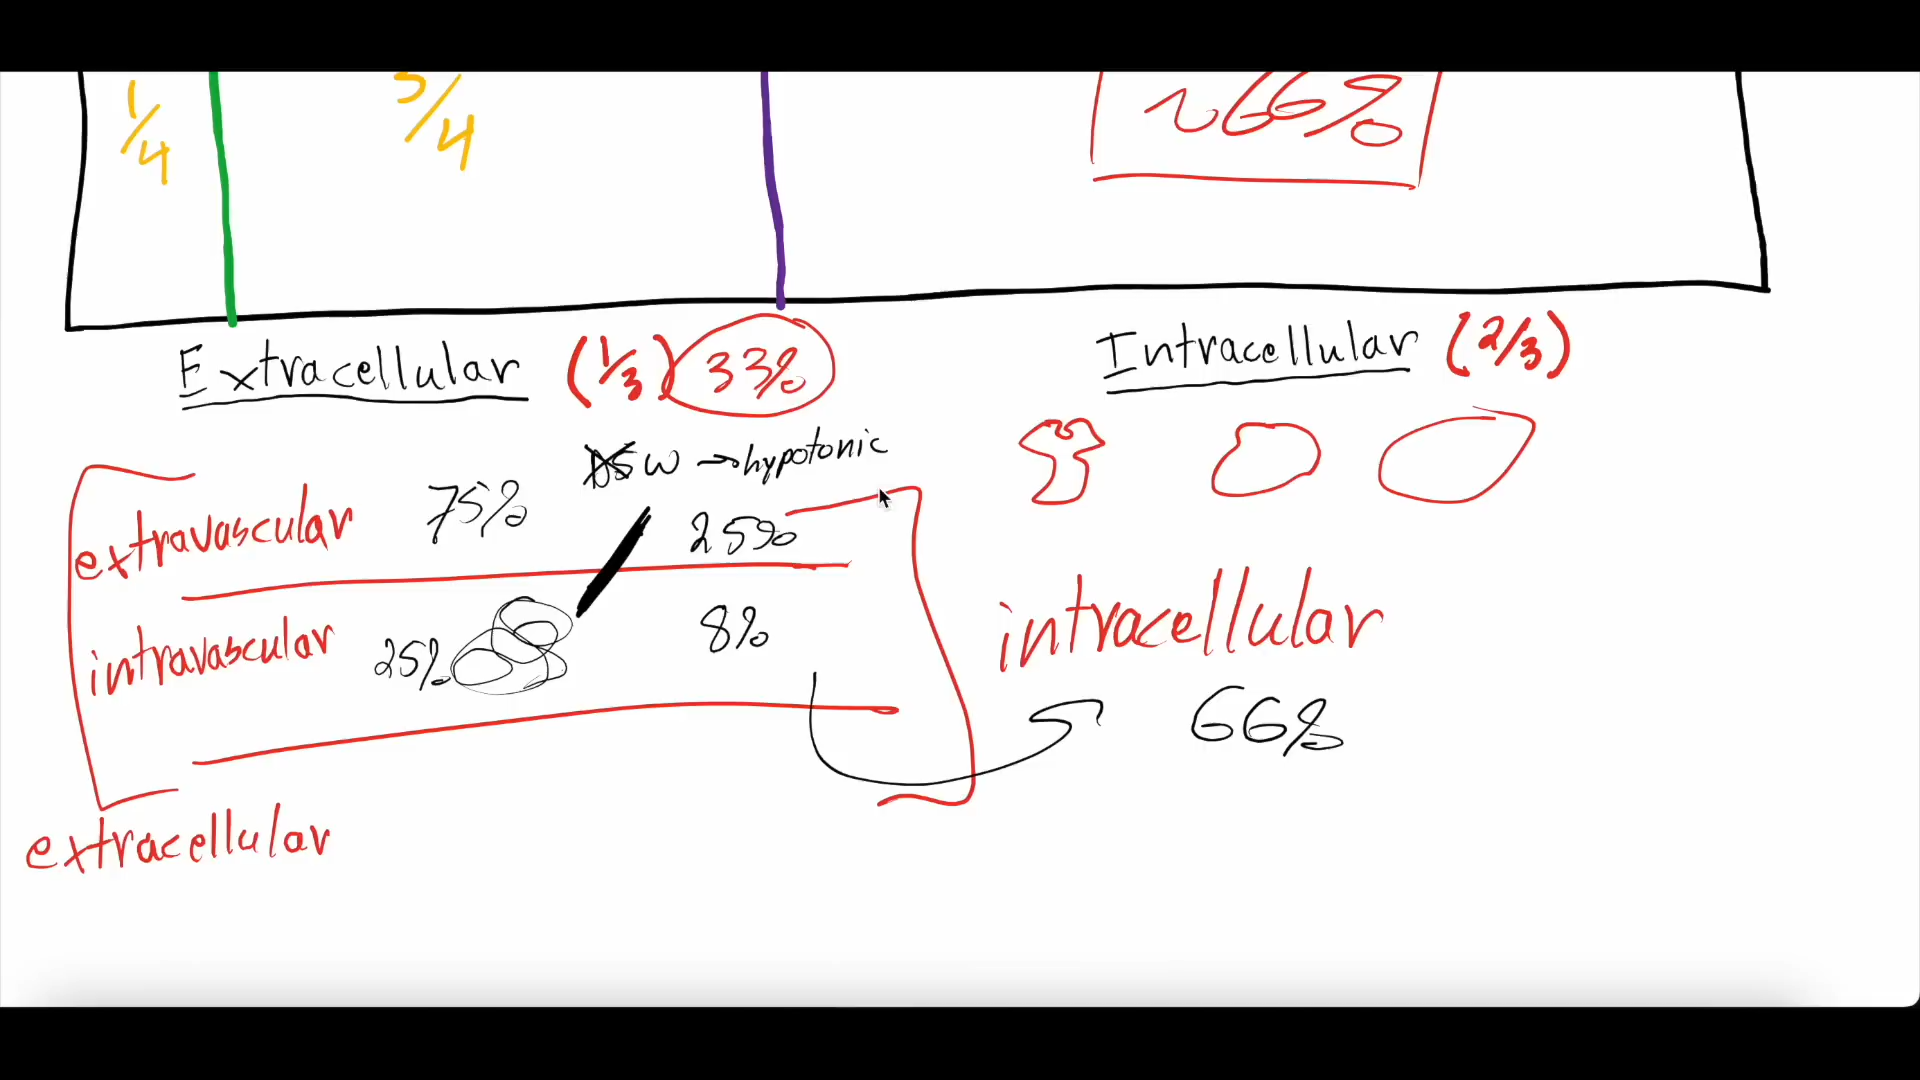 1/4 3/4 ~66%
Extracellular (1/3) 33% Intracellular (2/3)
D5W → hypotonic
extravascular 75% 25%
intravascular 25% 8%
intracellular
66%
extracellular